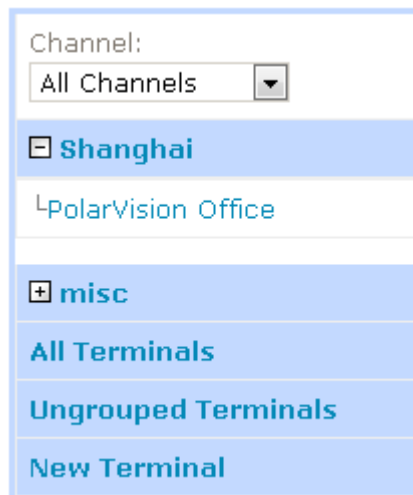 Channel:
All Channels
Shanghai
PolarVision Office
misc
All Terminals
Ungrouped Terminals
New Terminal